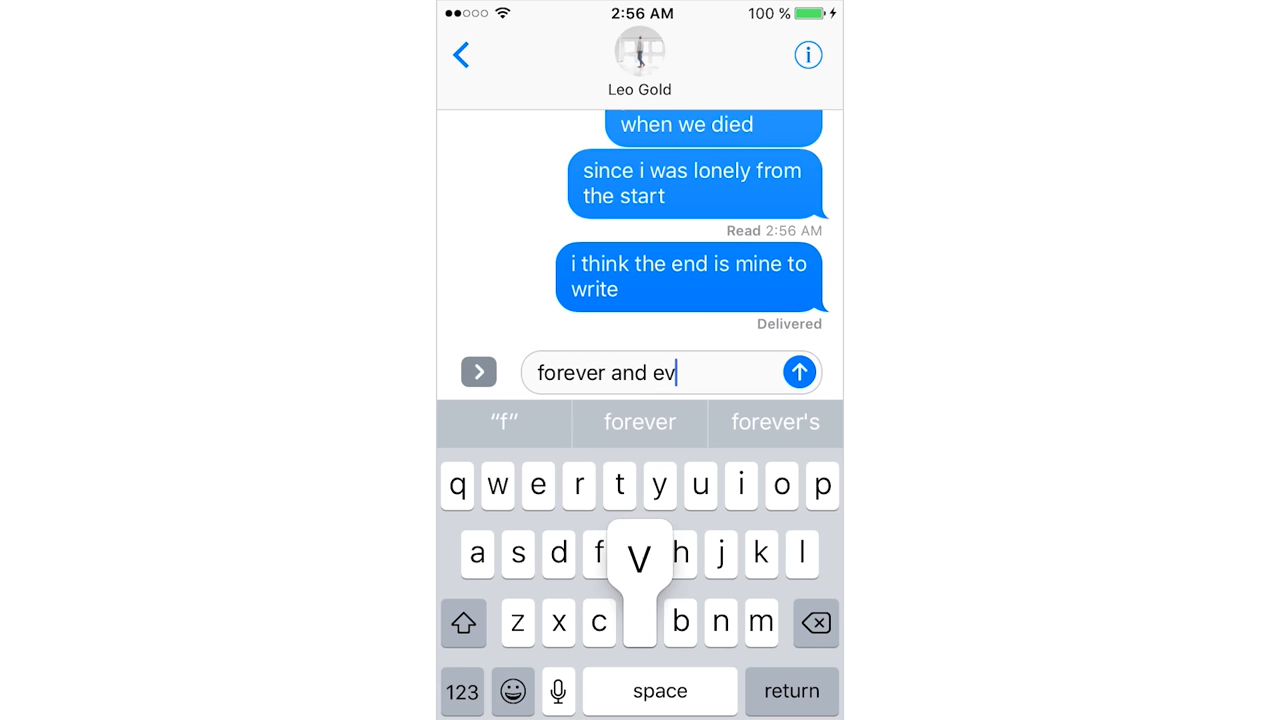 2:56 AM
100 %
Leo Gold
when we died
since i was lonely from
the start
Read 2:56 AM
i think the end is mine to
write
Delivered
forever and ev
“f” forever forever's
q w e r t y u i o p
a s d f V h j k l
z x c b n m
123 space return